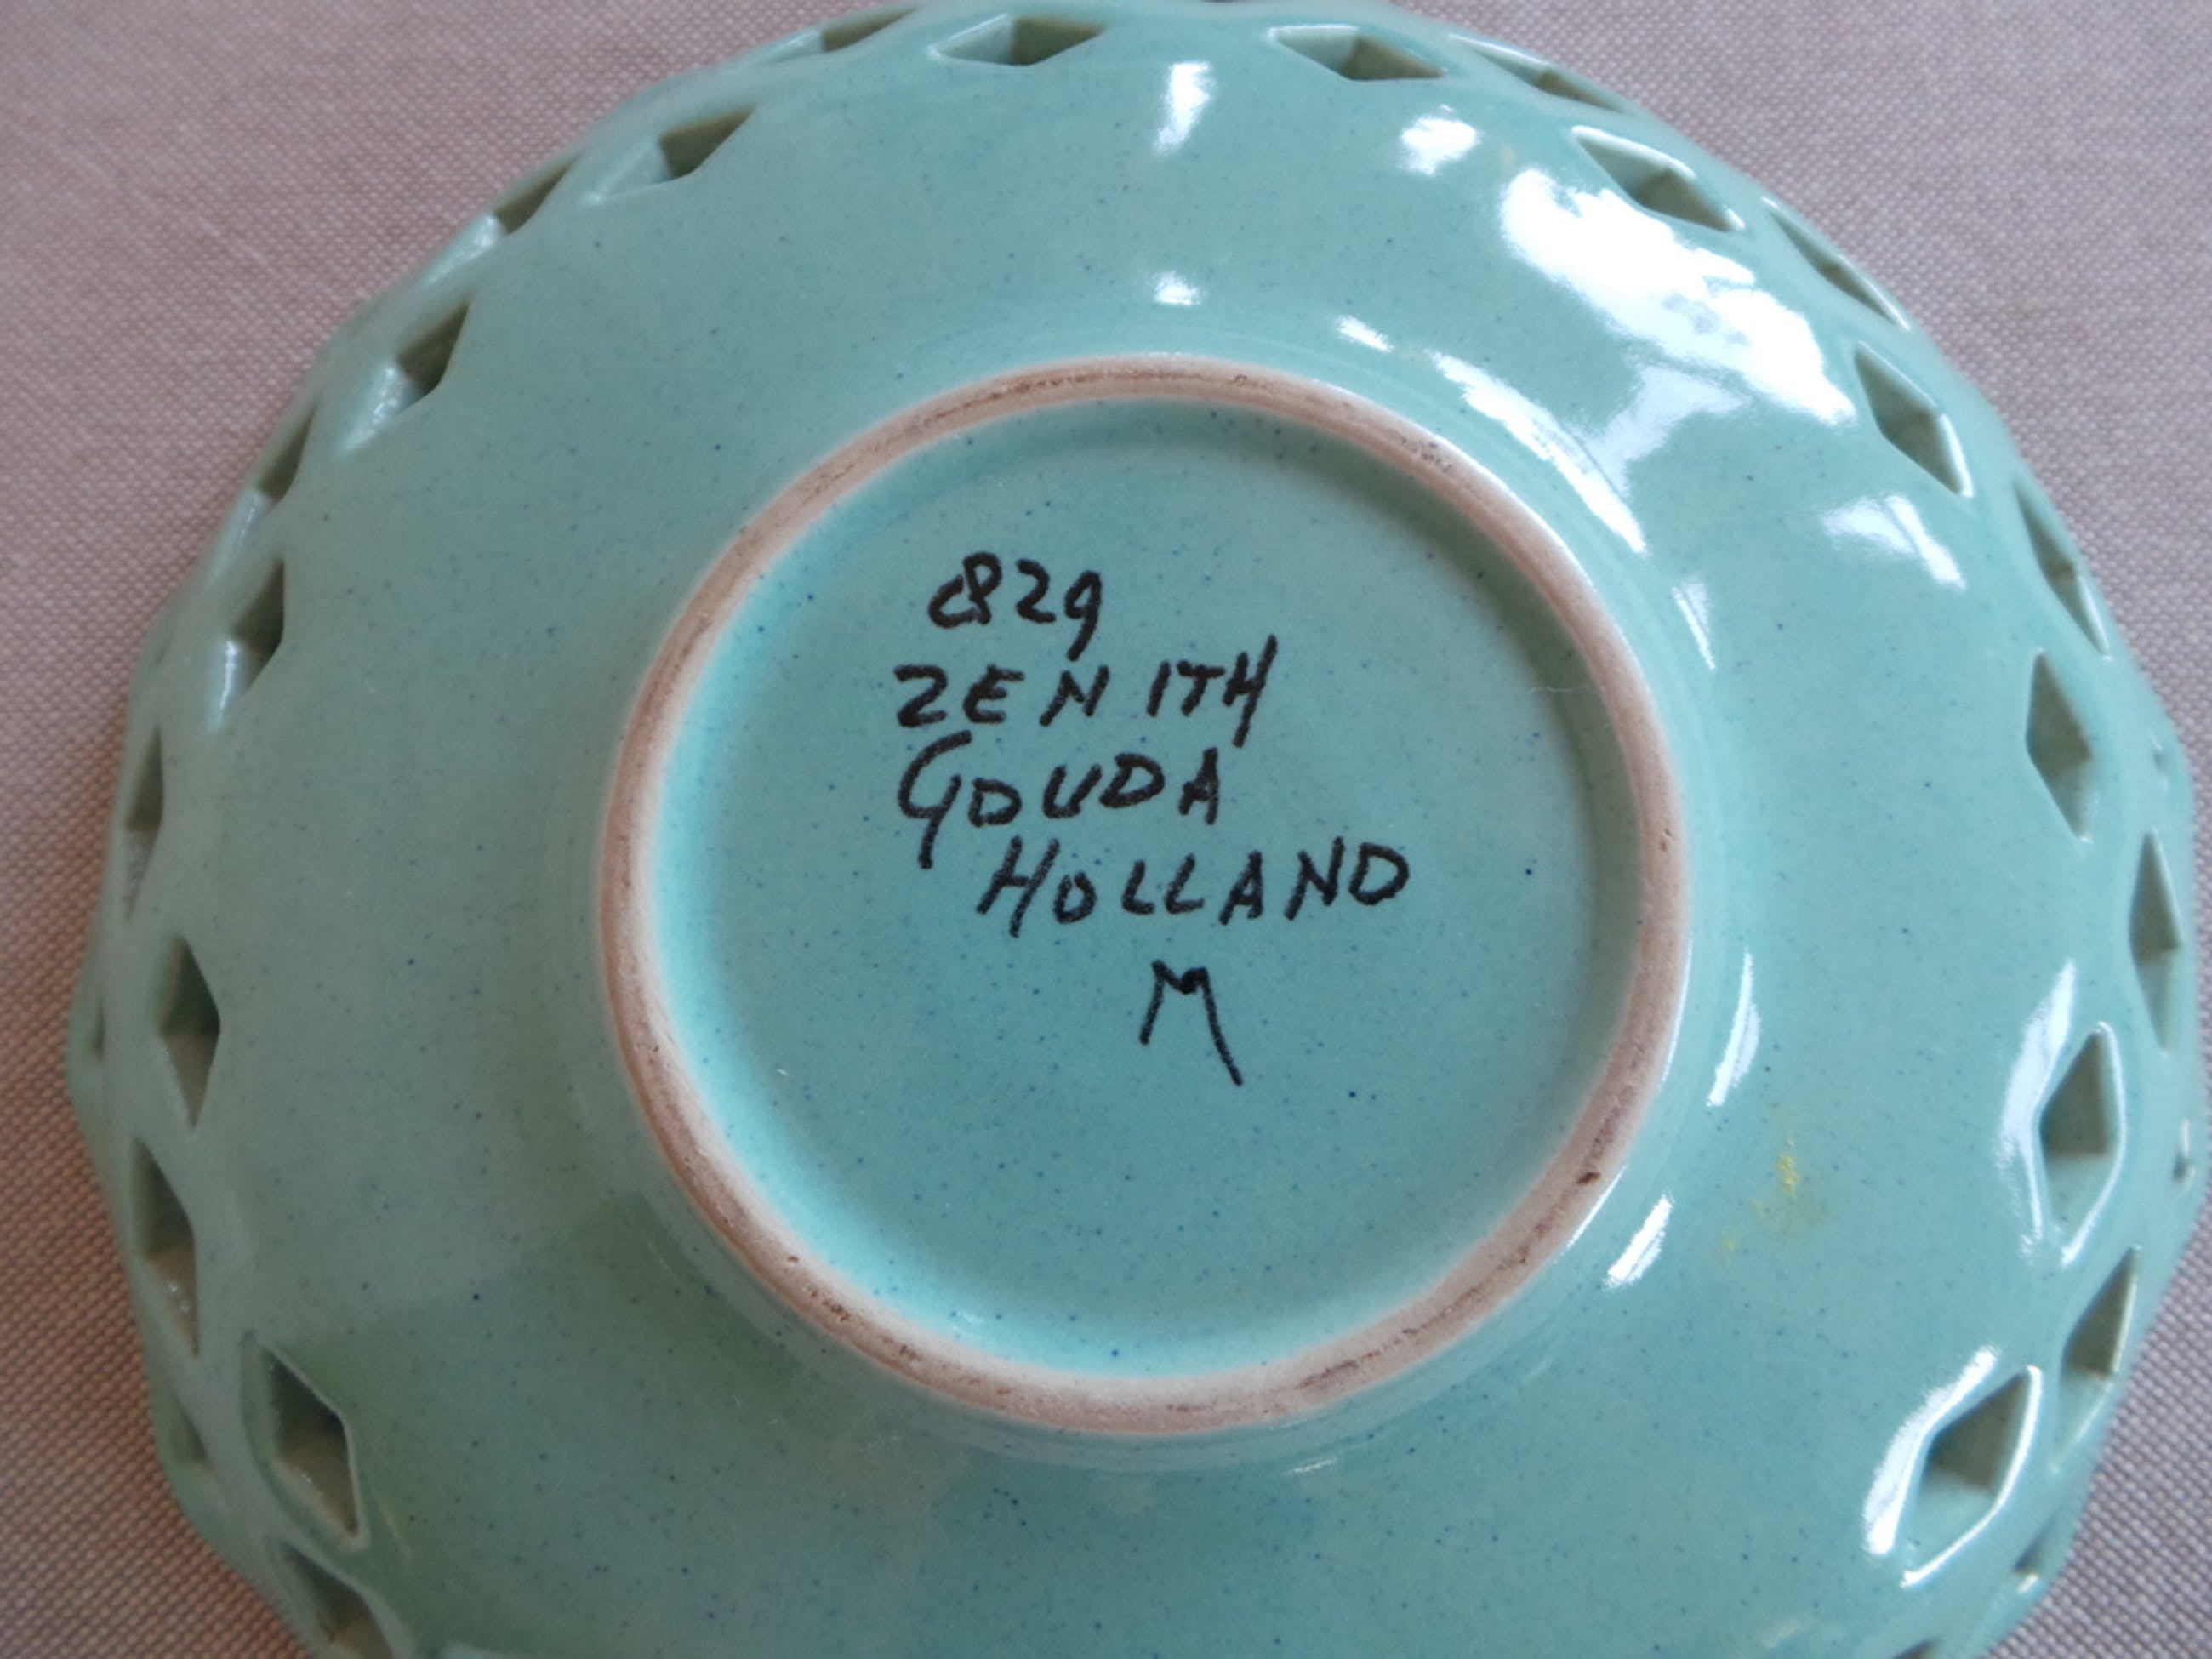 829
ZENITH
GOUDA
HOLLAND
M